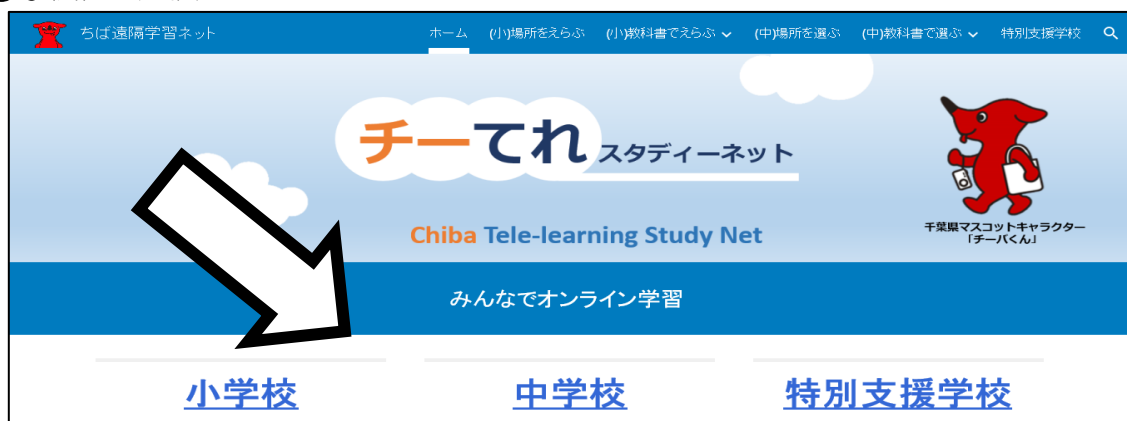 ちば遠隔学習ネット
ホーム (小)場所をえらぶ (小)教科書でえらぶ (中)場所を選ぶ (中)教科書で選ぶ 特別支援学校
チーてれ スタディーネット
Chiba Tele-learning Study Net
千葉県マスコットキャラクター
「チーバくん」
みんなでオンライン学習
小学校 中学校 特別支援学校